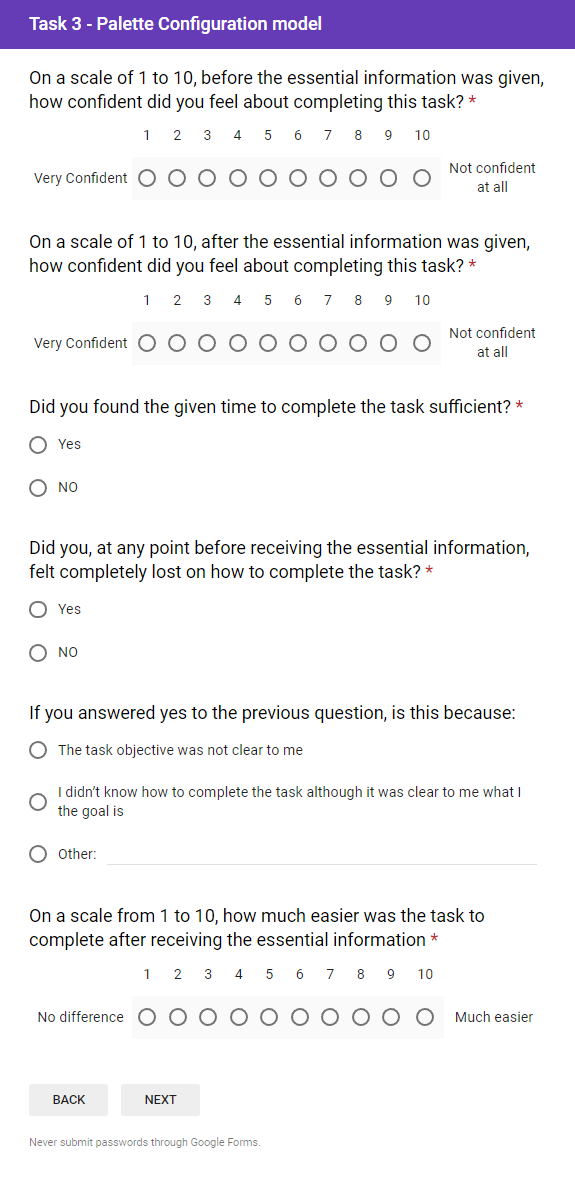 Task 3 - Palette Configuration model
On a scale of 1 to 10, before the essential information was given,
how confident did you feel about completing this task? *
1 2 3 4 5 6 7 8 9 10
Very Confident
Not confident
at all
On a scale of 1 to 10, after the essential information was given,
how confident did you feel about completing this task? *
1 2 3 4 5 6 7 8 9 10
Very Confident
Not confident
at all
Did you found the given time to complete the task sufficient? *
Yes
NO
Did you, at any point before receiving the essential information,
felt completely lost on how to complete the task? *
Yes
NO
If you answered yes to the previous question, is this because:
The task objective was not clear to me
I didn't know how to complete the task although it was clear to me what I
the goal is
Other:
On a scale from 1 to 10, how much easier was the task to
complete after receiving the essential information *
1 2 3 4 5 6 7 8 9 10
No difference
Much easier
BACK NEXT
Never submit passwords through Google Forms.